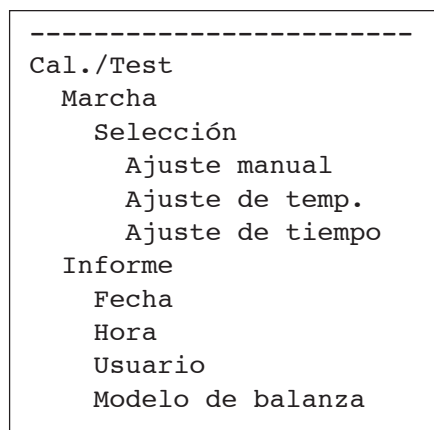 ------------------------
Cal./Test
Marcha
Selección
Ajuste manual
Ajuste de temp.
Ajuste de tiempo
Informe
Fecha
Hora
Usuario
Modelo de balanza